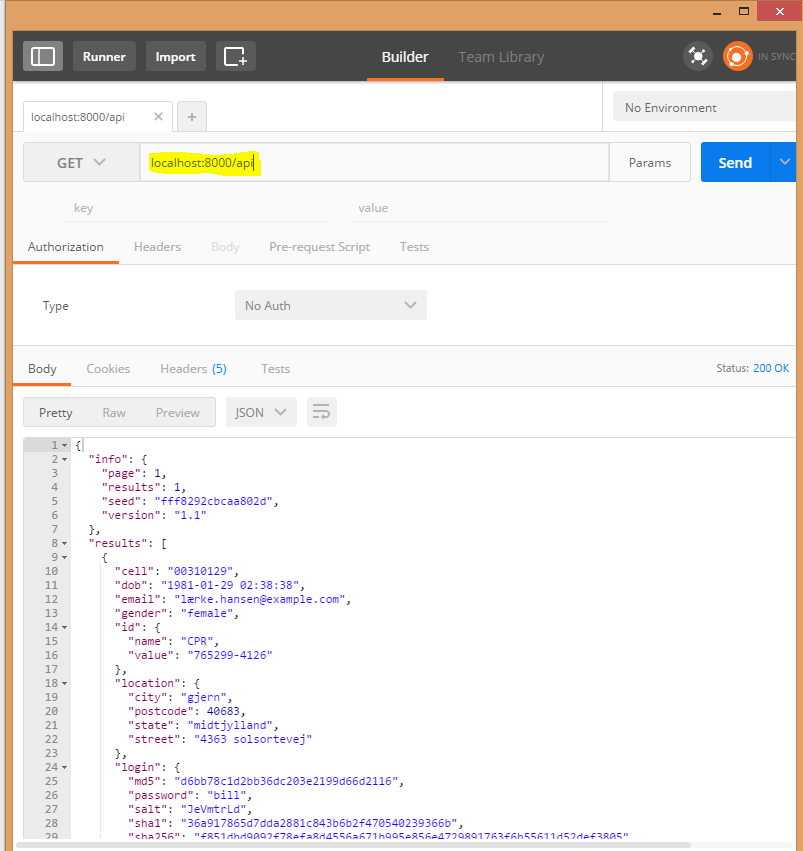 Runner Import Builder Team Library IN SYNC
localhost:8000/api No Environment
GET localhost:8000/api Params Send
key value
Authorization Headers Body Pre-request Script Tests
Type No Auth
Body Cookies Headers (5) Tests Status: 200 OK
Pretty Raw Preview JSON
1 {
2 "info": {
3 "page": 1,
4 "results": 1,
5 "seed": "fff8292cbcaa802d",
6 "version": "1.1"
7 },
8 "results": [
9 {
10 "cell": "00310129",
11 "dob": "1981-01-29 02:38:38",
12 "email": "lærke.hansen@example.com",
13 "gender": "female",
14 "id": {
15 "name": "CPR",
16 "value": "765299-4126"
17 },
18 "location": {
19 "city": "gjern",
20 "postcode": 40683,
21 "state": "midtjylland",
22 "street": "4363 solsortevej"
23 },
24 "login": {
25 "md5": "d6bb78c1d2bb36dc203e2199d66d2116",
26 "password": "bill",
27 "salt": "JeVmtrLd",
28 "sha1": "36a917865d7dda2881c843b6b2f470540239366b",
29 "sha256": "f851dbd9092f78efa8d4556a671b995e856e4729891763f6b55611d52def3805"